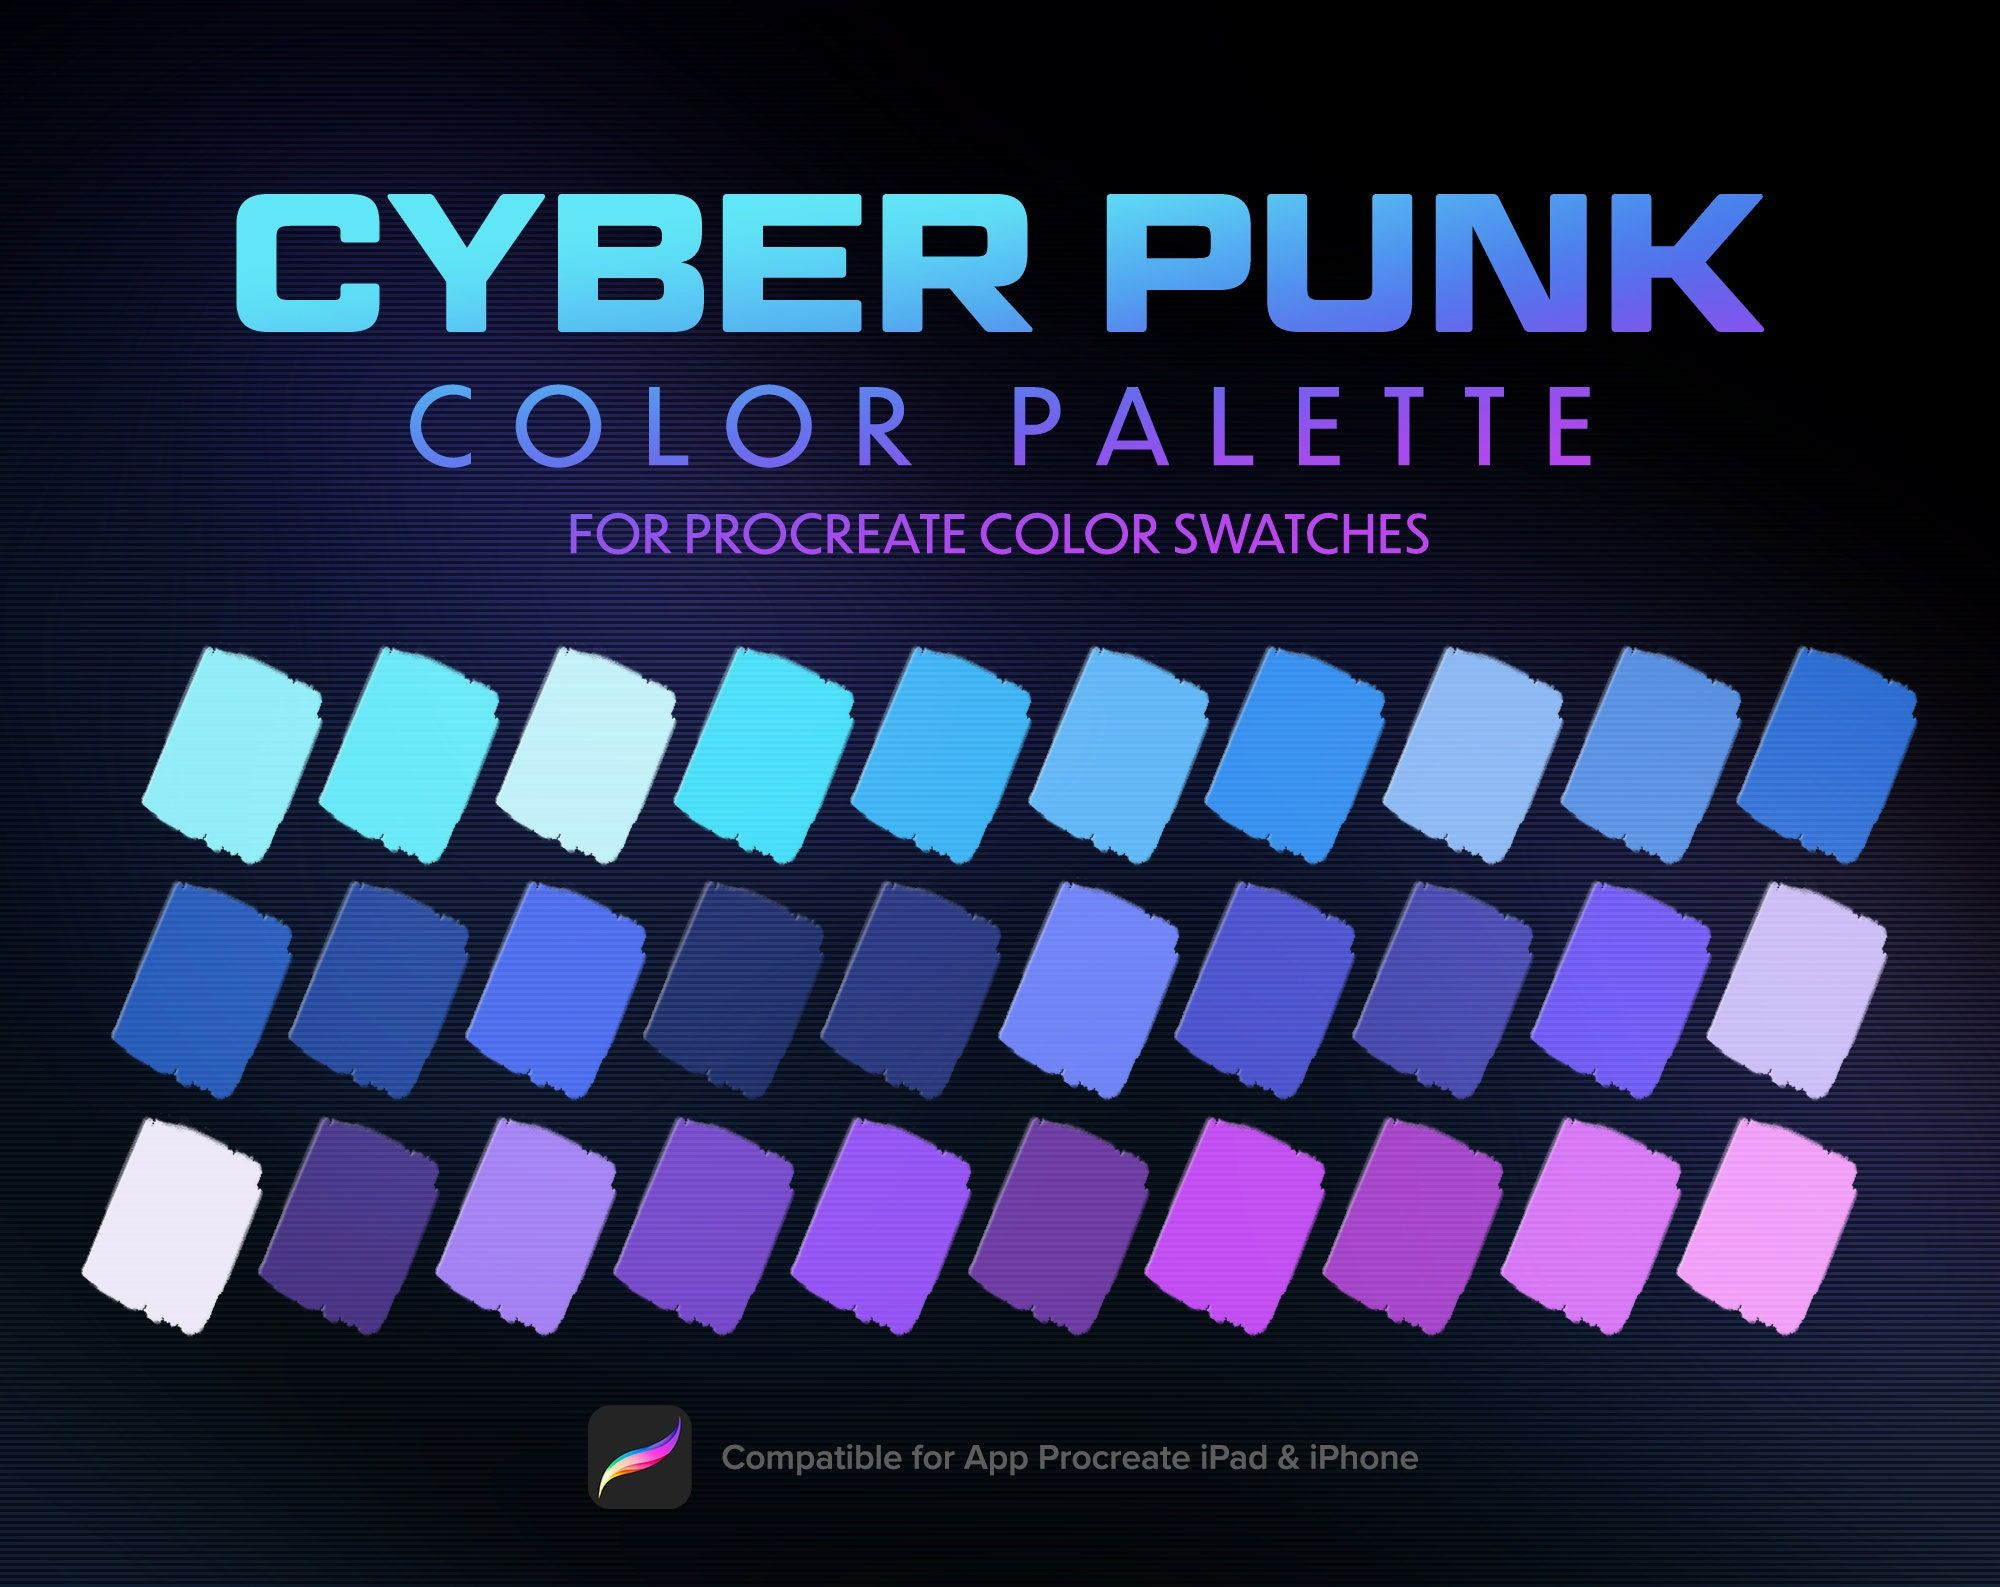 CYBER PUNK
COLOR PALETTE
FOR PROCREATE COLOR SWATCHES
Compatible for App Procreate iPad & iPhone